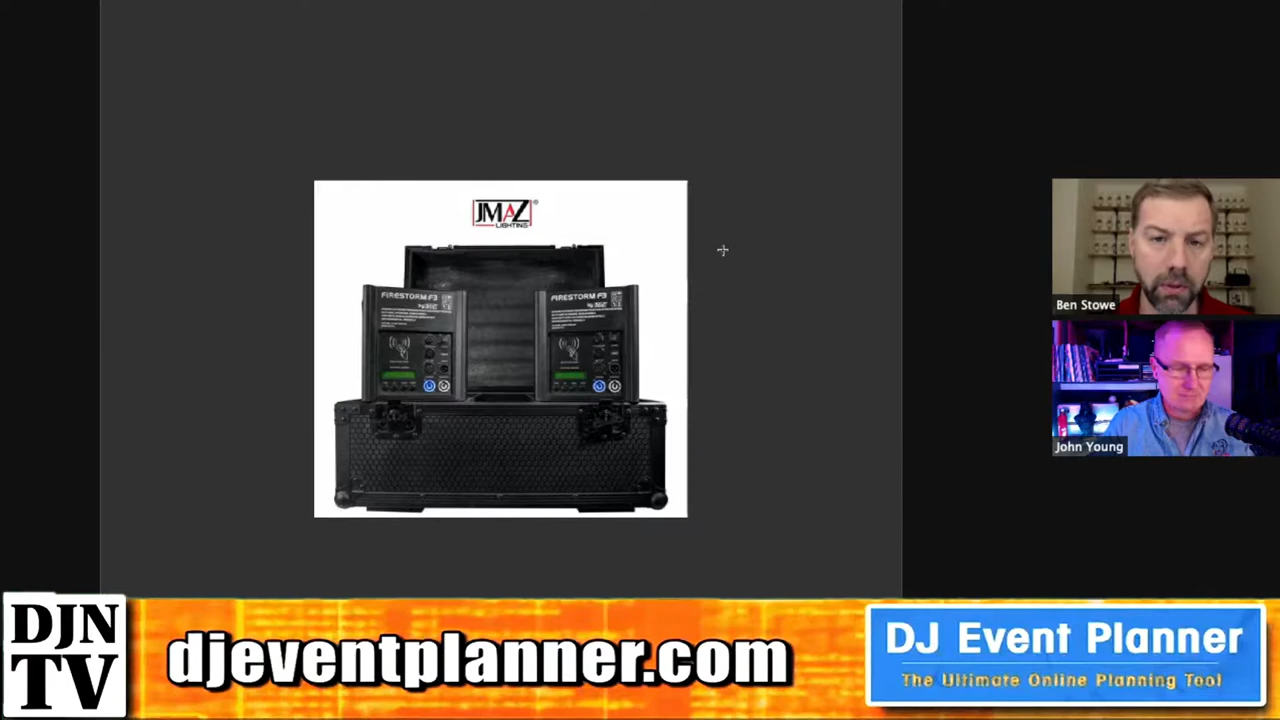 JMAZ
LIGHTING
FIRESTORM F3
FIRESTORM F3
Ben Stowe
John Young
DJN
TV
djeventplanner.com
DJ Event Planner
The Ultimate Online Planning Tool